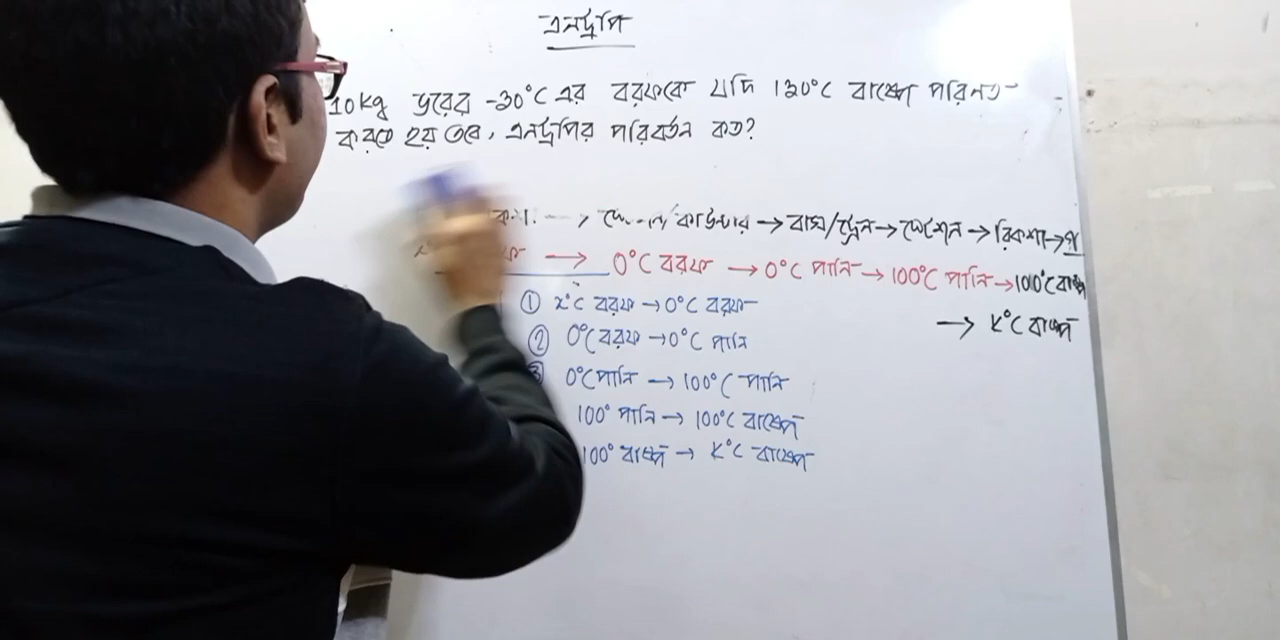 এনট্রপি
10kg ভরের -30°C এর বরফকে যদি 130°C বাষ্পে পরিনত
করতে হয় তবে, এনট্রপির পরিবর্তন কত?
→ কাউন্টার → বাস/ট্রেন → স্টেশন → রিকশা →
→ 0°C বরফ → 0°C পানি → 100°C পানি → 100°C বাষ্প
→ K°C বাষ্পে
① x°C বরফ → 0°C বরফ
② 0°C বরফ → 0°C পানি
③ 0°C পানি → 100°C পানি
100° পানি → 100°C বাষ্পে
100° বাষ্পে → K°C বাষ্পে